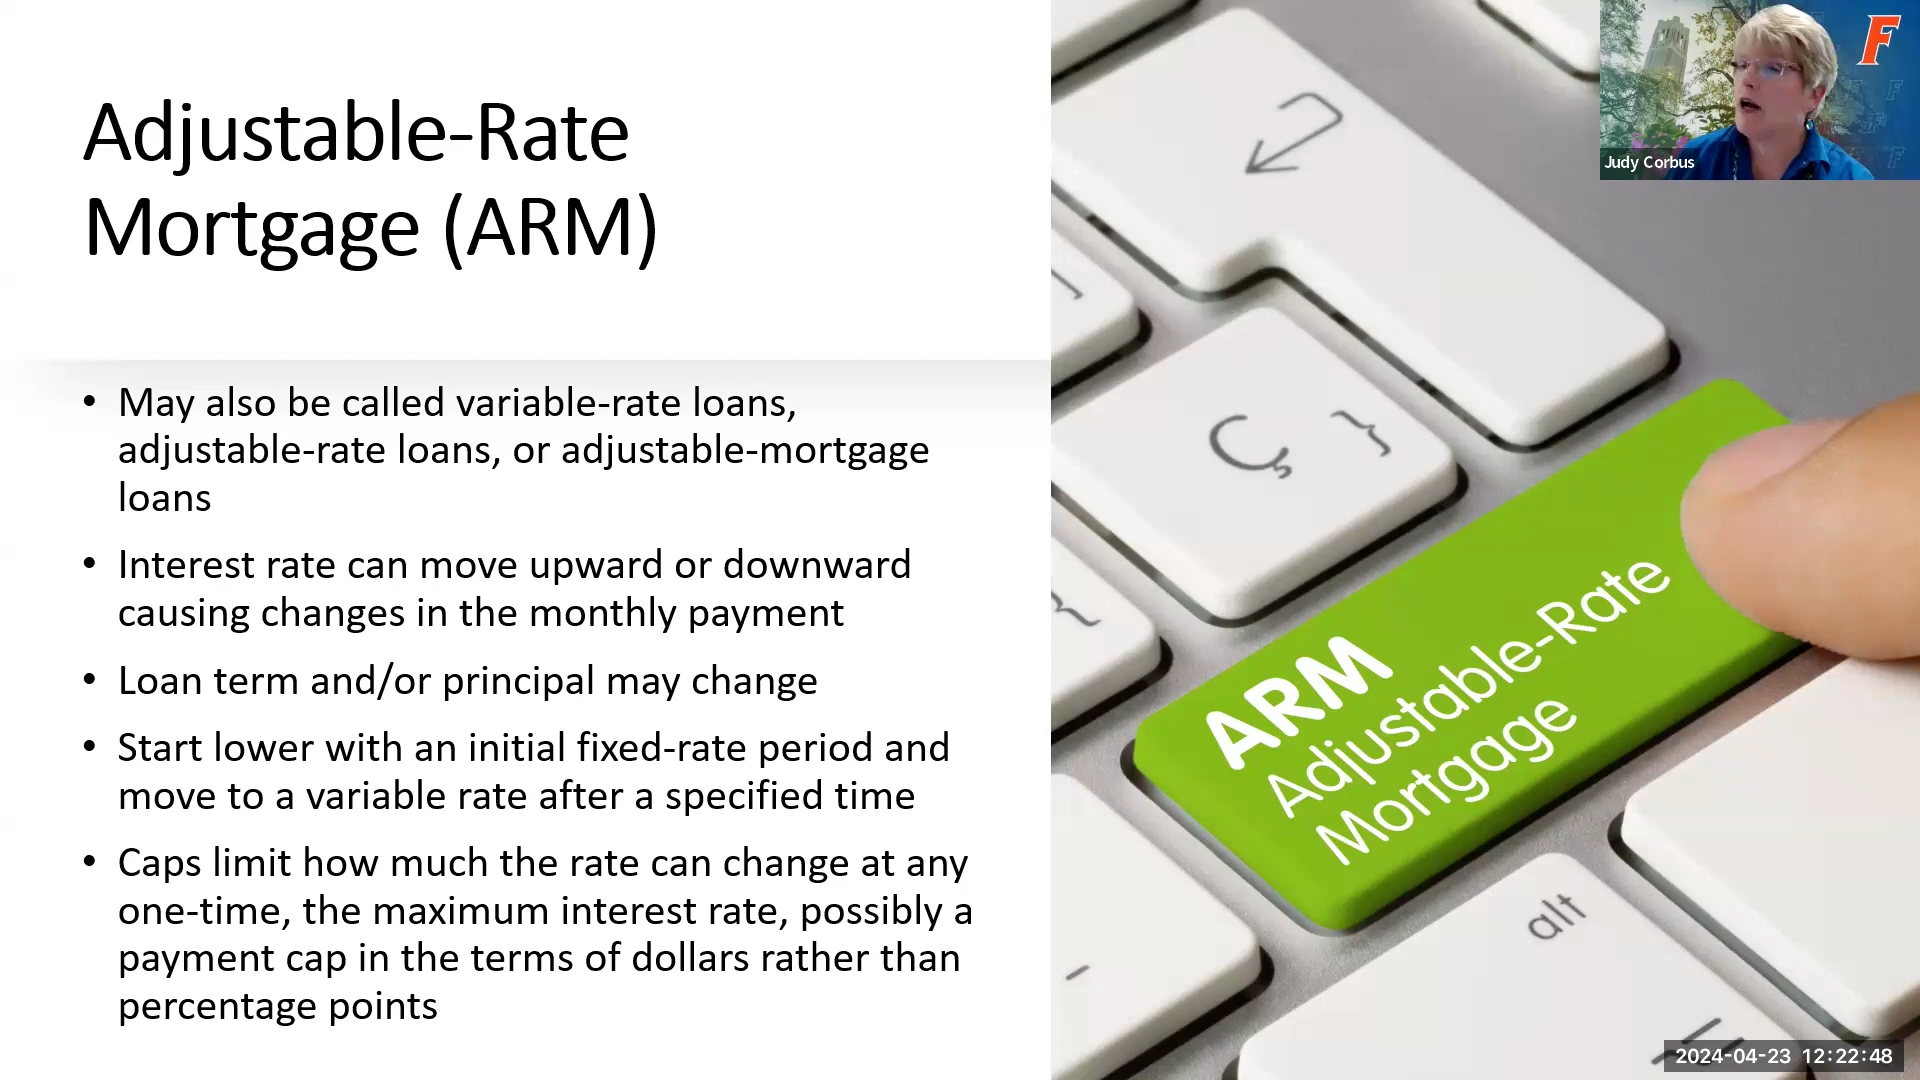 Adjustable-Rate
Mortgage (ARM)
• May also be called variable-rate loans,
adjustable-rate loans, or adjustable-mortgage
loans
• Interest rate can move upward or downward
causing changes in the monthly payment
• Loan term and/or principal may change
• Start lower with an initial fixed-rate period and
move to a variable rate after a specified time
• Caps limit how much the rate can change at any
one-time, the maximum interest rate, possibly a
payment cap in the terms of dollars rather than
percentage points
F
Judy Corbus
Ç }
ARM
Adjustable-Rate
Mortgage
alt
-
2024-04-23 12:22:48